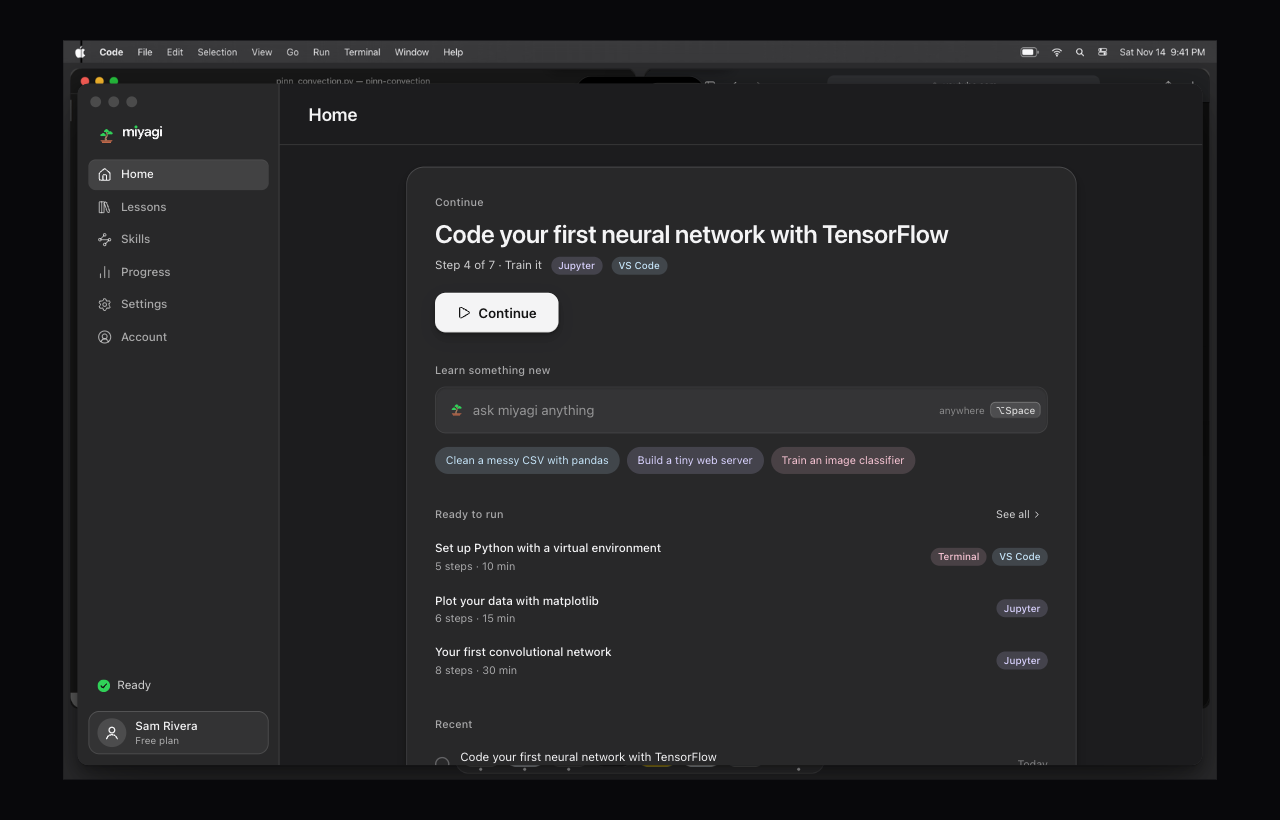 Code File Edit Selection View Go Run Terminal Window Help
Sat Nov 14 9:41 PM
pinn_convection.py — pinn-convection
miyagi
Home
Lessons
Skills
Progress
Settings
Account
Ready
Sam Rivera
Free plan
Home
Continue
Code your first neural network with TensorFlow
Step 4 of 7 · Train it Jupyter VS Code
Continue
Learn something new
ask miyagi anything
anywhere ⌥Space
Clean a messy CSV with pandas
Build a tiny web server
Train an image classifier
Ready to run
See all
Set up Python with a virtual environment
5 steps · 10 min
Terminal VS Code
Plot your data with matplotlib
6 steps · 15 min
Jupyter
Your first convolutional network
8 steps · 30 min
Jupyter
Recent
Code your first neural network with TensorFlow
Today